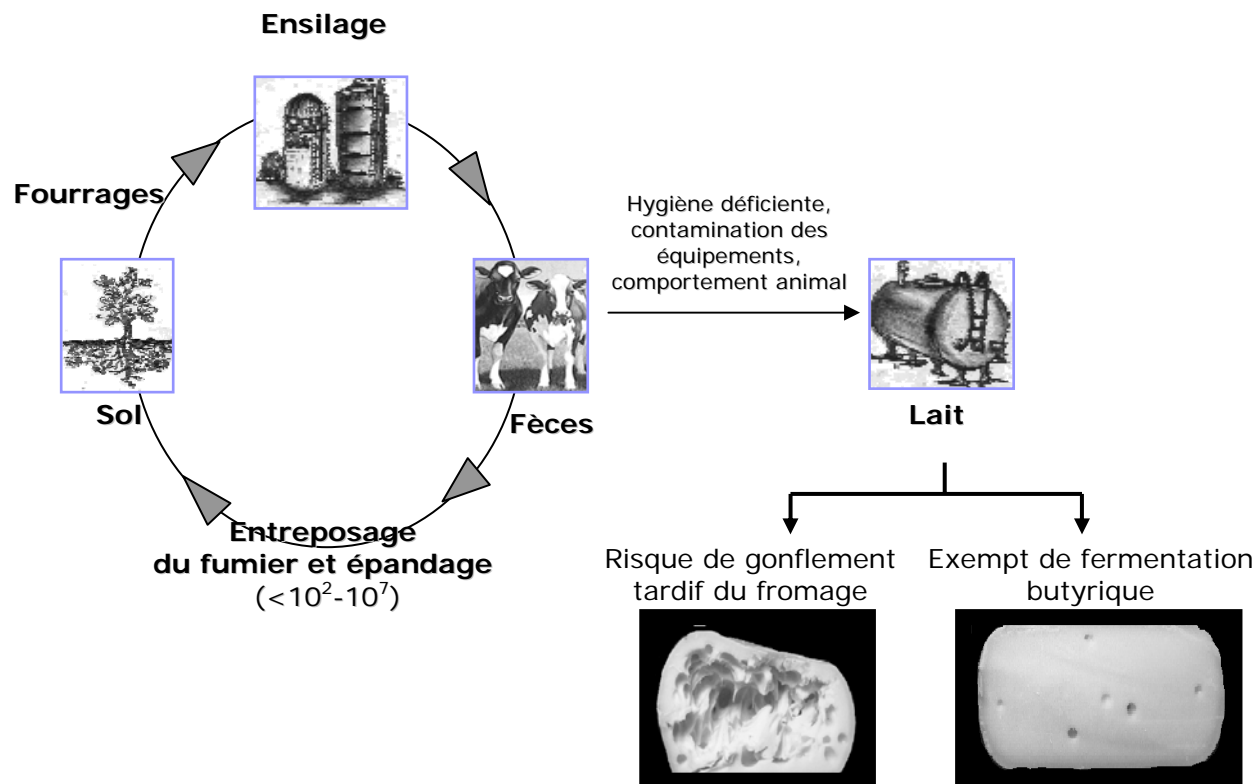 Ensilage
Fourrages
Hygiène déficiente,
contamination des
équipements,
comportement animal
Sol
Fèces
Lait
Entreposage
du fumier et épandage
(<10²-10⁷)
Risque de gonflement
tardif du fromage
Exempt de fermentation
butyrique